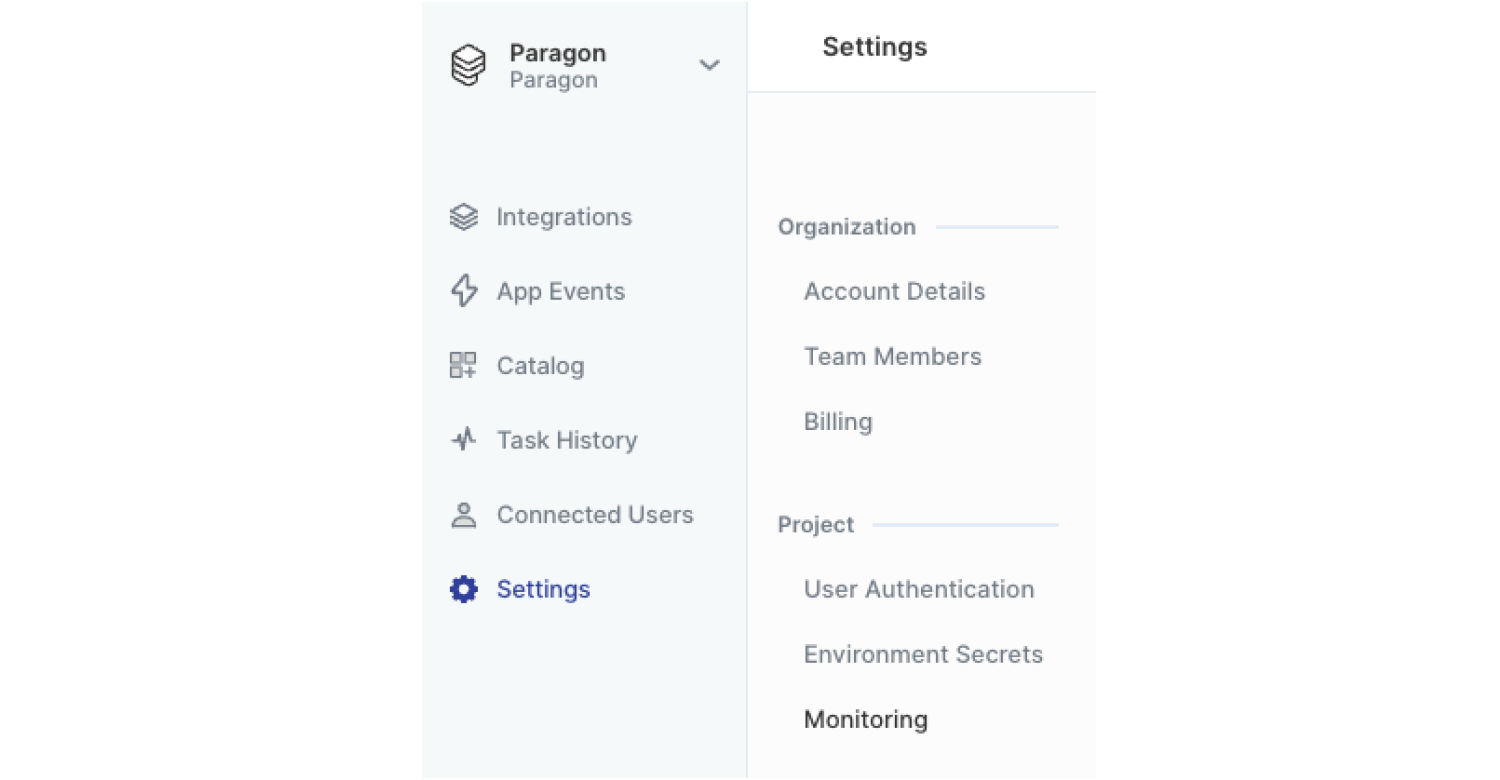 Paragon
Paragon
Integrations
App Events
Catalog
Task History
Connected Users
Settings
Settings
Organization
Account Details
Team Members
Billing
Project
User Authentication
Environment Secrets
Monitoring